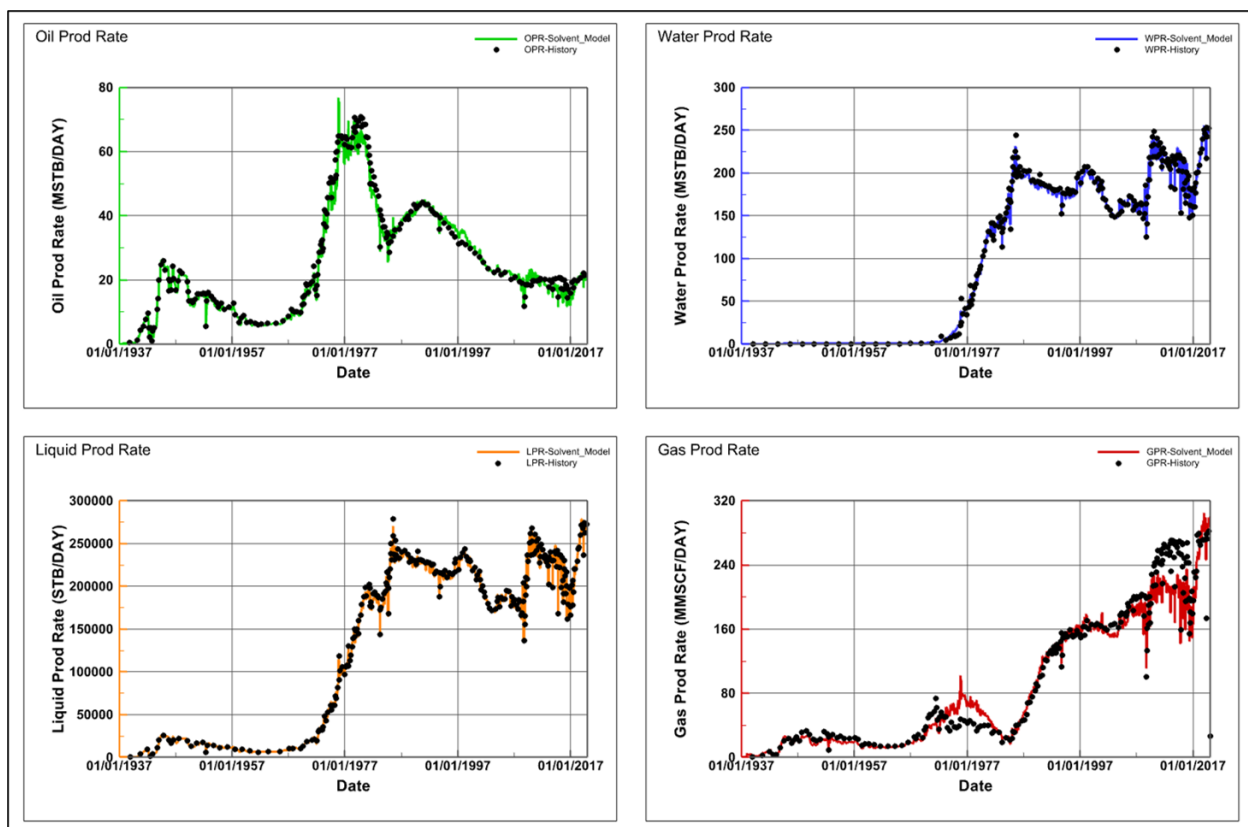 Oil Prod Rate
OPR-Solvent_Model
OPR-History
Oil Prod Rate (MSTB/DAY)
80
60
40
20
0
01/01/1937 01/01/1957 01/01/1977 01/01/1997 01/01/2017
Date
Water Prod Rate
WPR-Solvent_Model
WPR-History
Water Prod Rate (MSTB/DAY)
300
250
200
150
100
50
0
01/01/1937 01/01/1957 01/01/1977 01/01/1997 01/01/2017
Date
Liquid Prod Rate
LPR-Solvent_Model
LPR-History
Liquid Prod Rate (STB/DAY)
300000
250000
200000
150000
100000
50000
0
01/01/1937 01/01/1957 01/01/1977 01/01/1997 01/01/2017
Date
Gas Prod Rate
GPR-Solvent_Model
GPR-History
Gas Prod Rate (MMSCF/DAY)
320
240
160
80
0
01/01/1937 01/01/1957 01/01/1977 01/01/1997 01/01/2017
Date